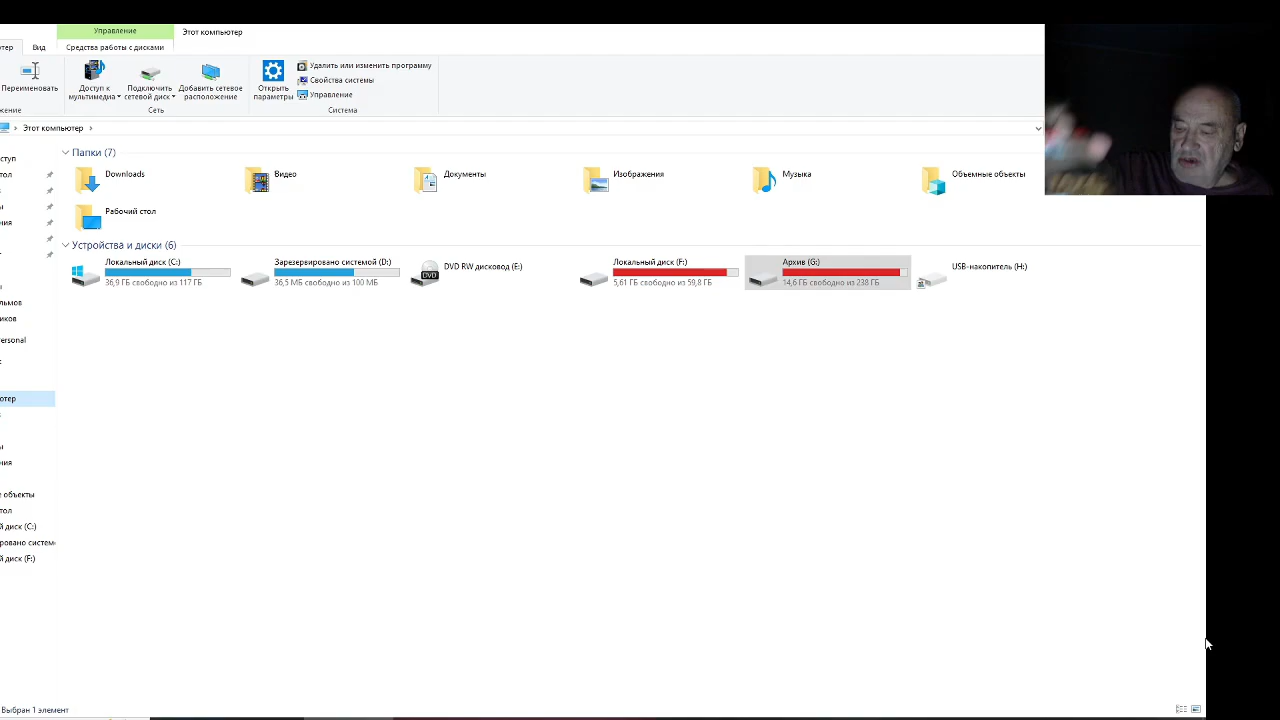 Управление
Этот компьютер
Вид
Средства работы с дисками
Переименовать
Доступ к мультимедиа
Подключить сетевой диск
Добавить сетевое расположение
Открыть параметры
Удалить или изменить программу
Свойства системы
Управление
Сеть
Система
Этот компьютер
Папки (7)
Downloads
Видео
Документы
Изображения
Музыка
Объемные объекты
Рабочий стол
Устройства и диски (6)
Локальный диск (C:)
36,9 ГБ свободно из 117 ГБ
Зарезервировано системой (D:)
36,5 МБ свободно из 100 МБ
DVD RW дисковод (E:)
DVD
Локальный диск (F:)
5,61 ГБ свободно из 59,8 ГБ
Архив (G:)
14,6 ГБ свободно из 238 ГБ
USB-накопитель (H:)
объекты
диск (C:)
диск (F:)
Выбран 1 элемент